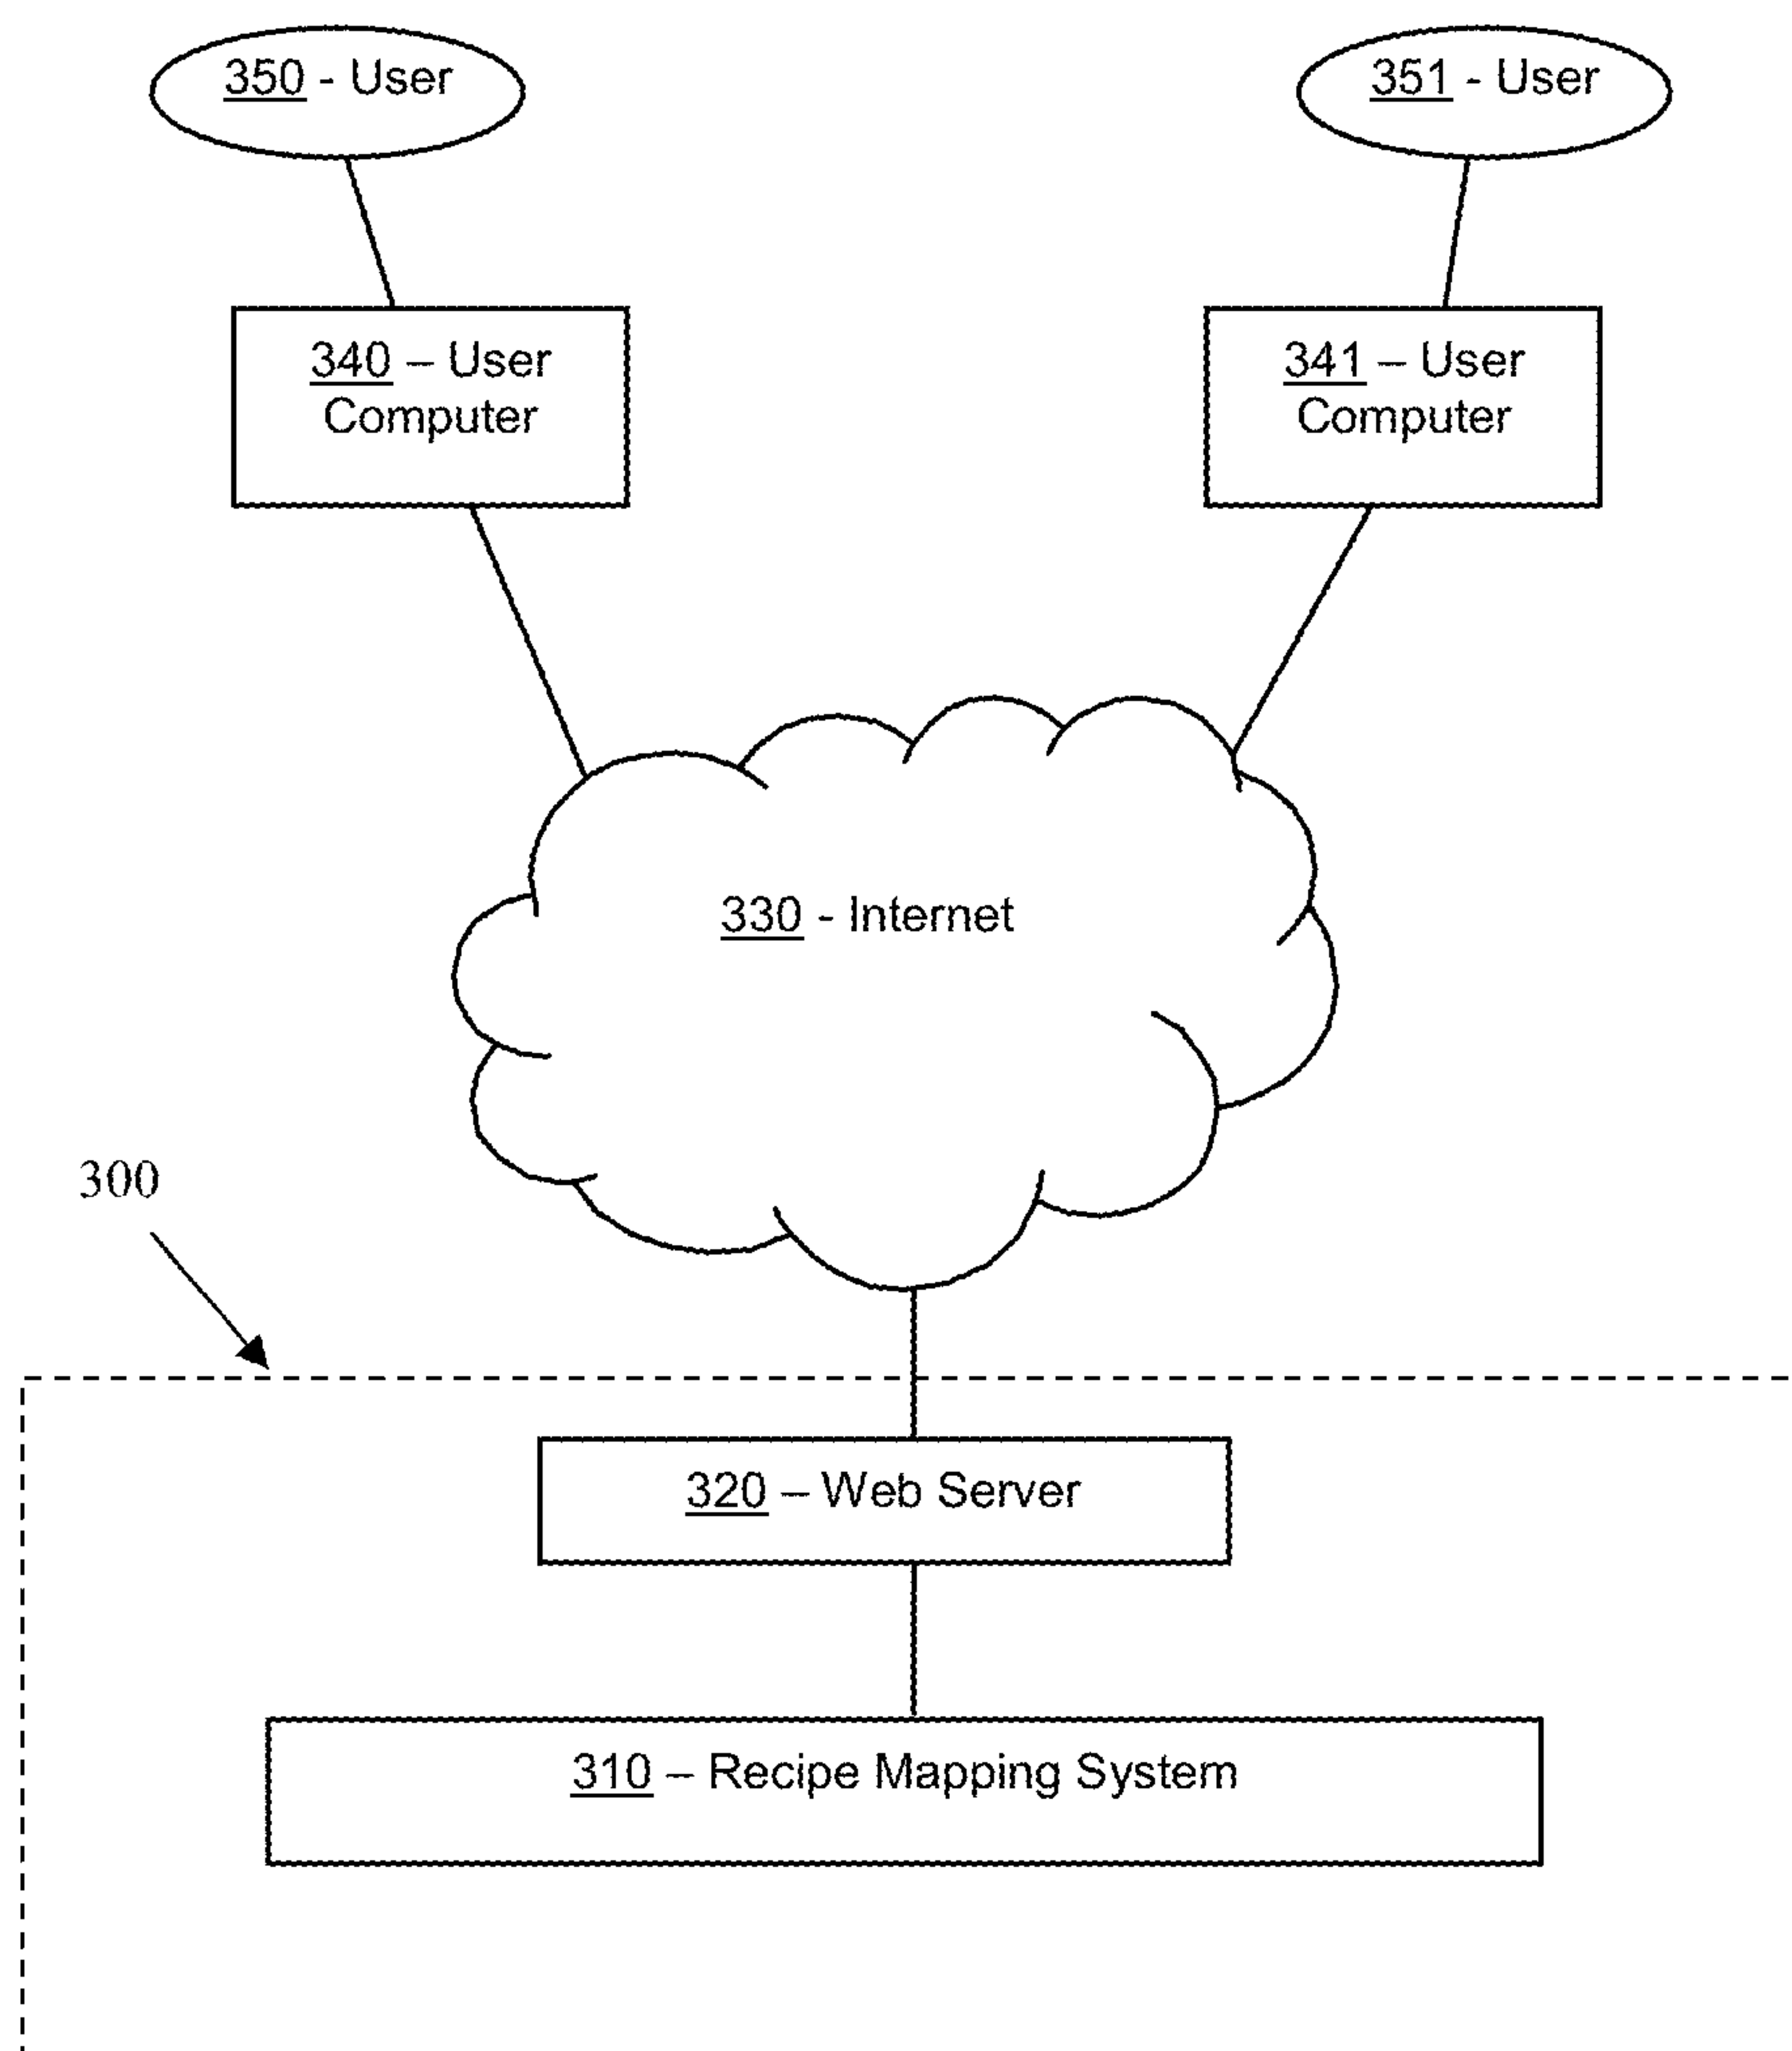 350 - User
351 - User
340 – User
Computer
341 – User
Computer
330 - Internet
300
320 – Web Server
310 – Recipe Mapping System